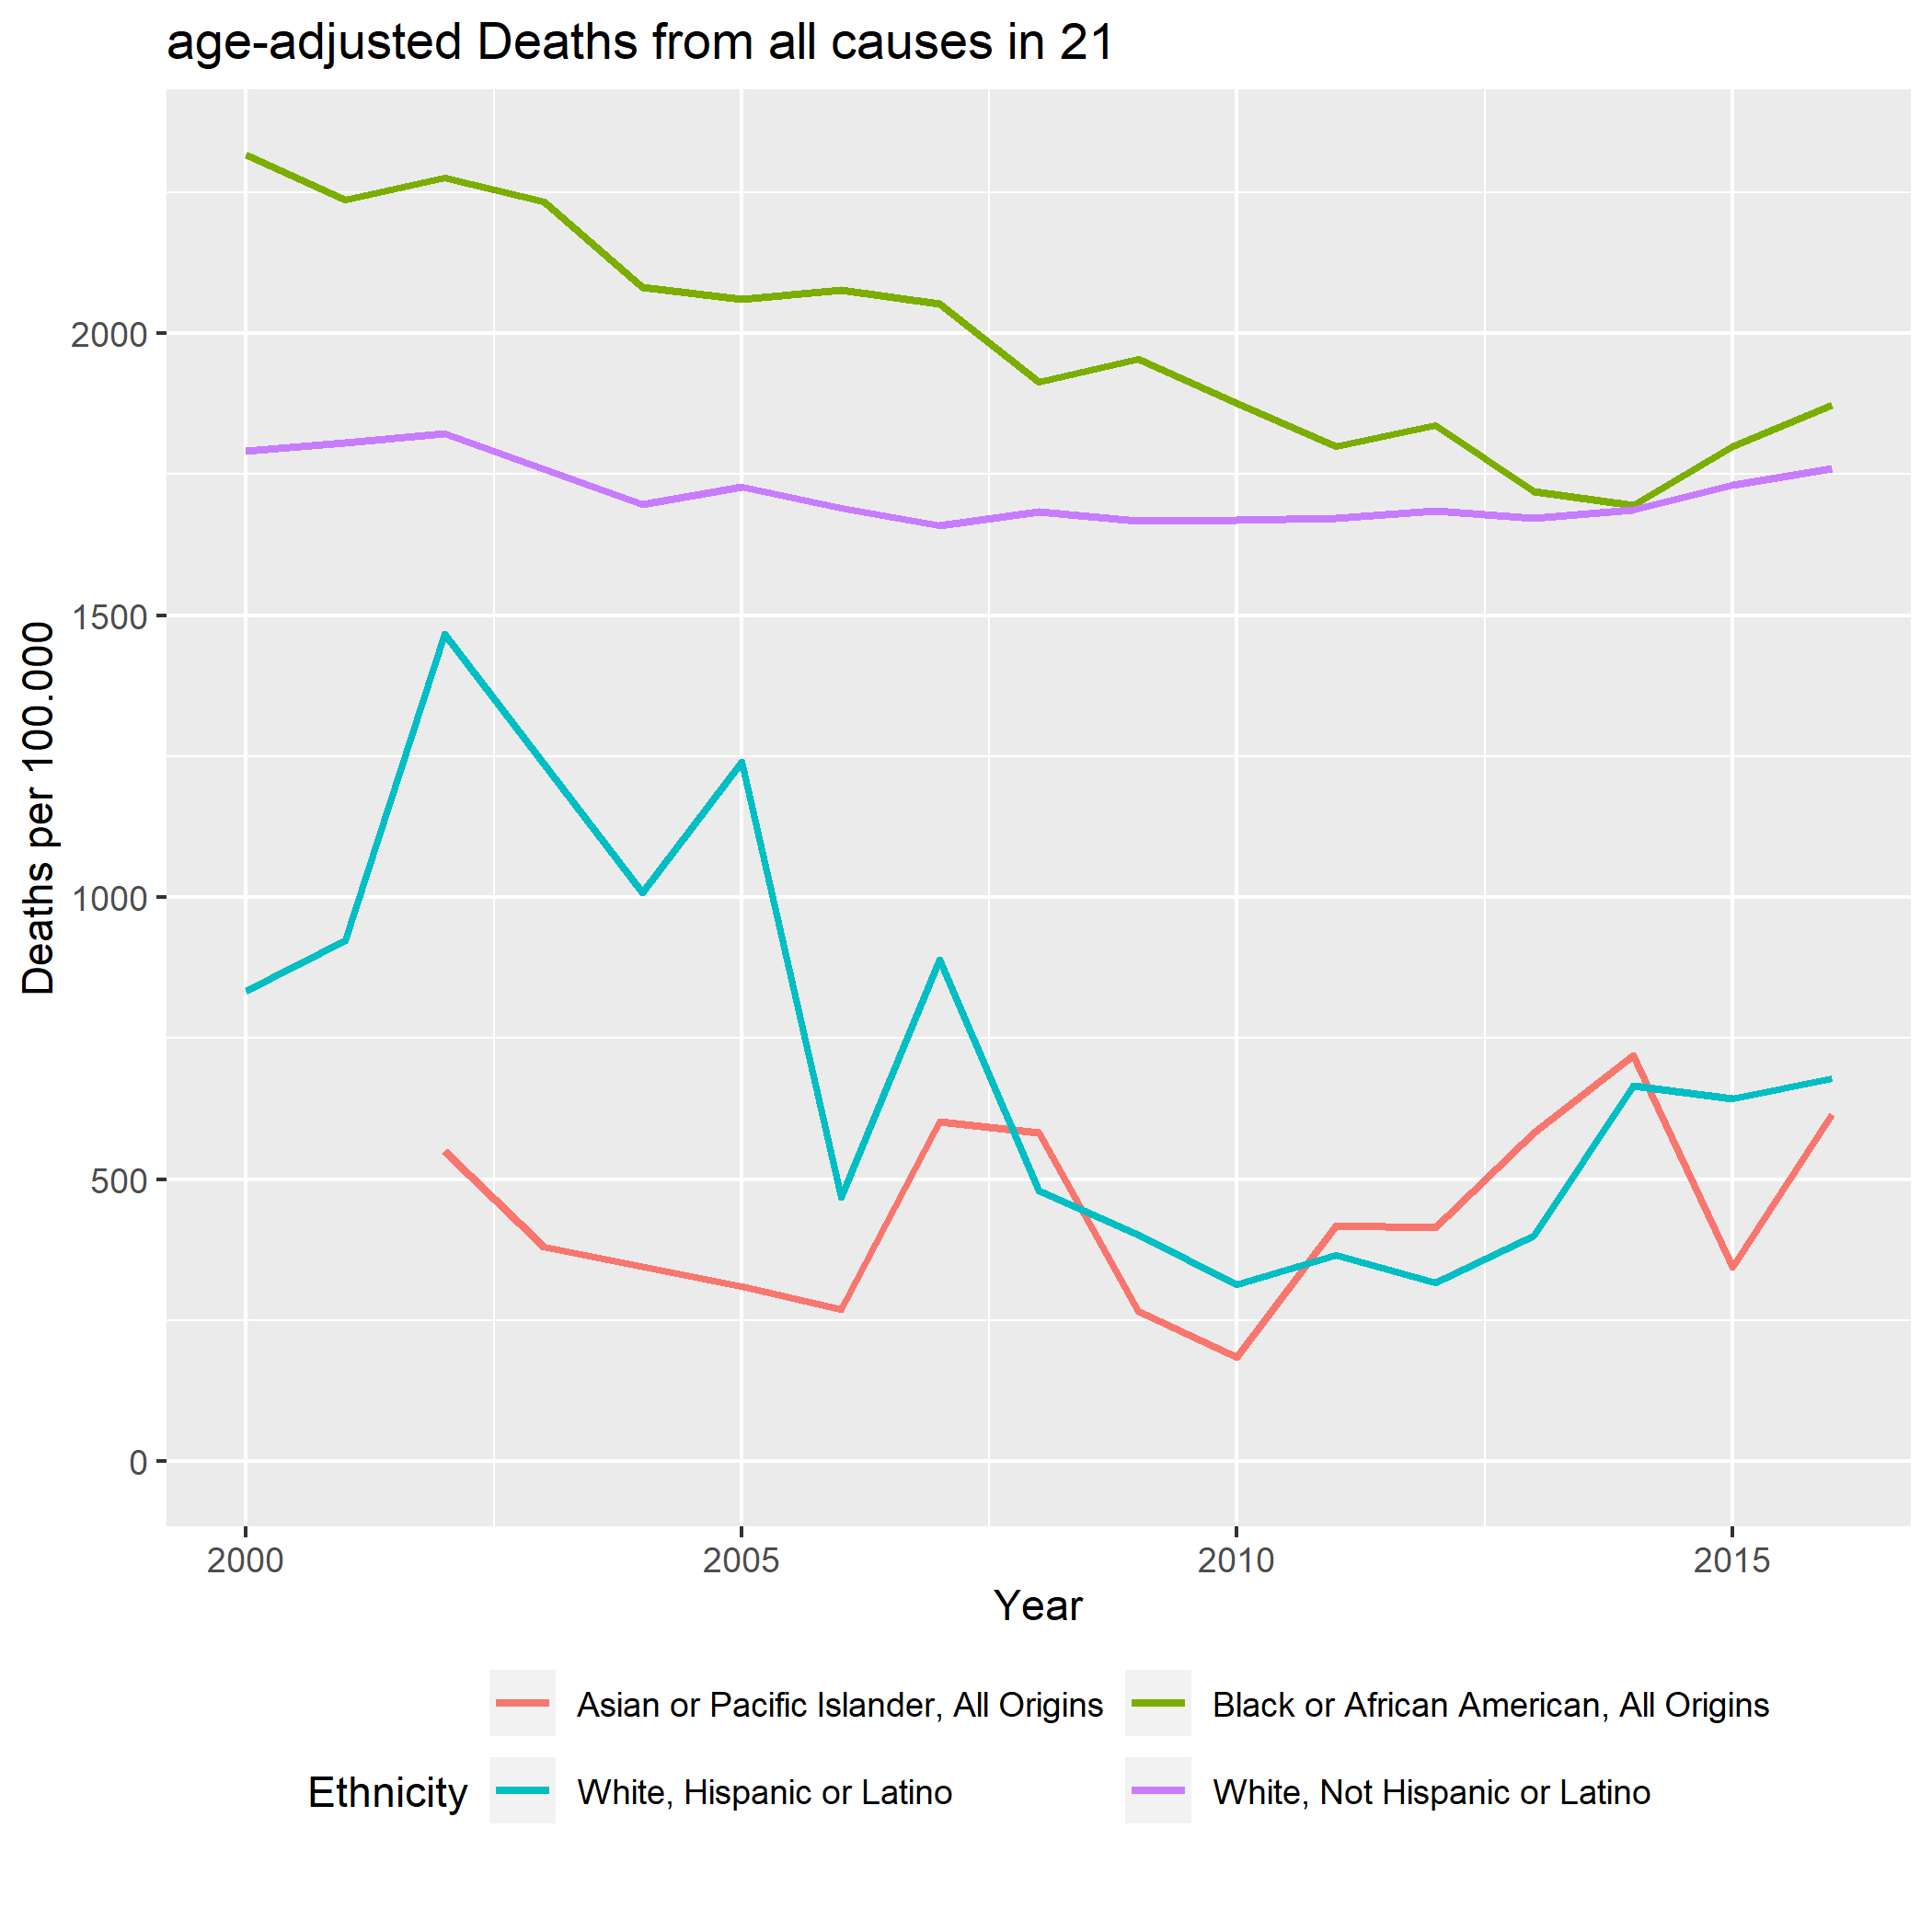 age-adjusted Deaths from all causes in 21
Deaths per 100.000
2000
1500
1000
500
0
2000 2005 2010 2015
Year
Ethnicity
Asian or Pacific Islander, All Origins Black or African American, All Origins
White, Hispanic or Latino White, Not Hispanic or Latino